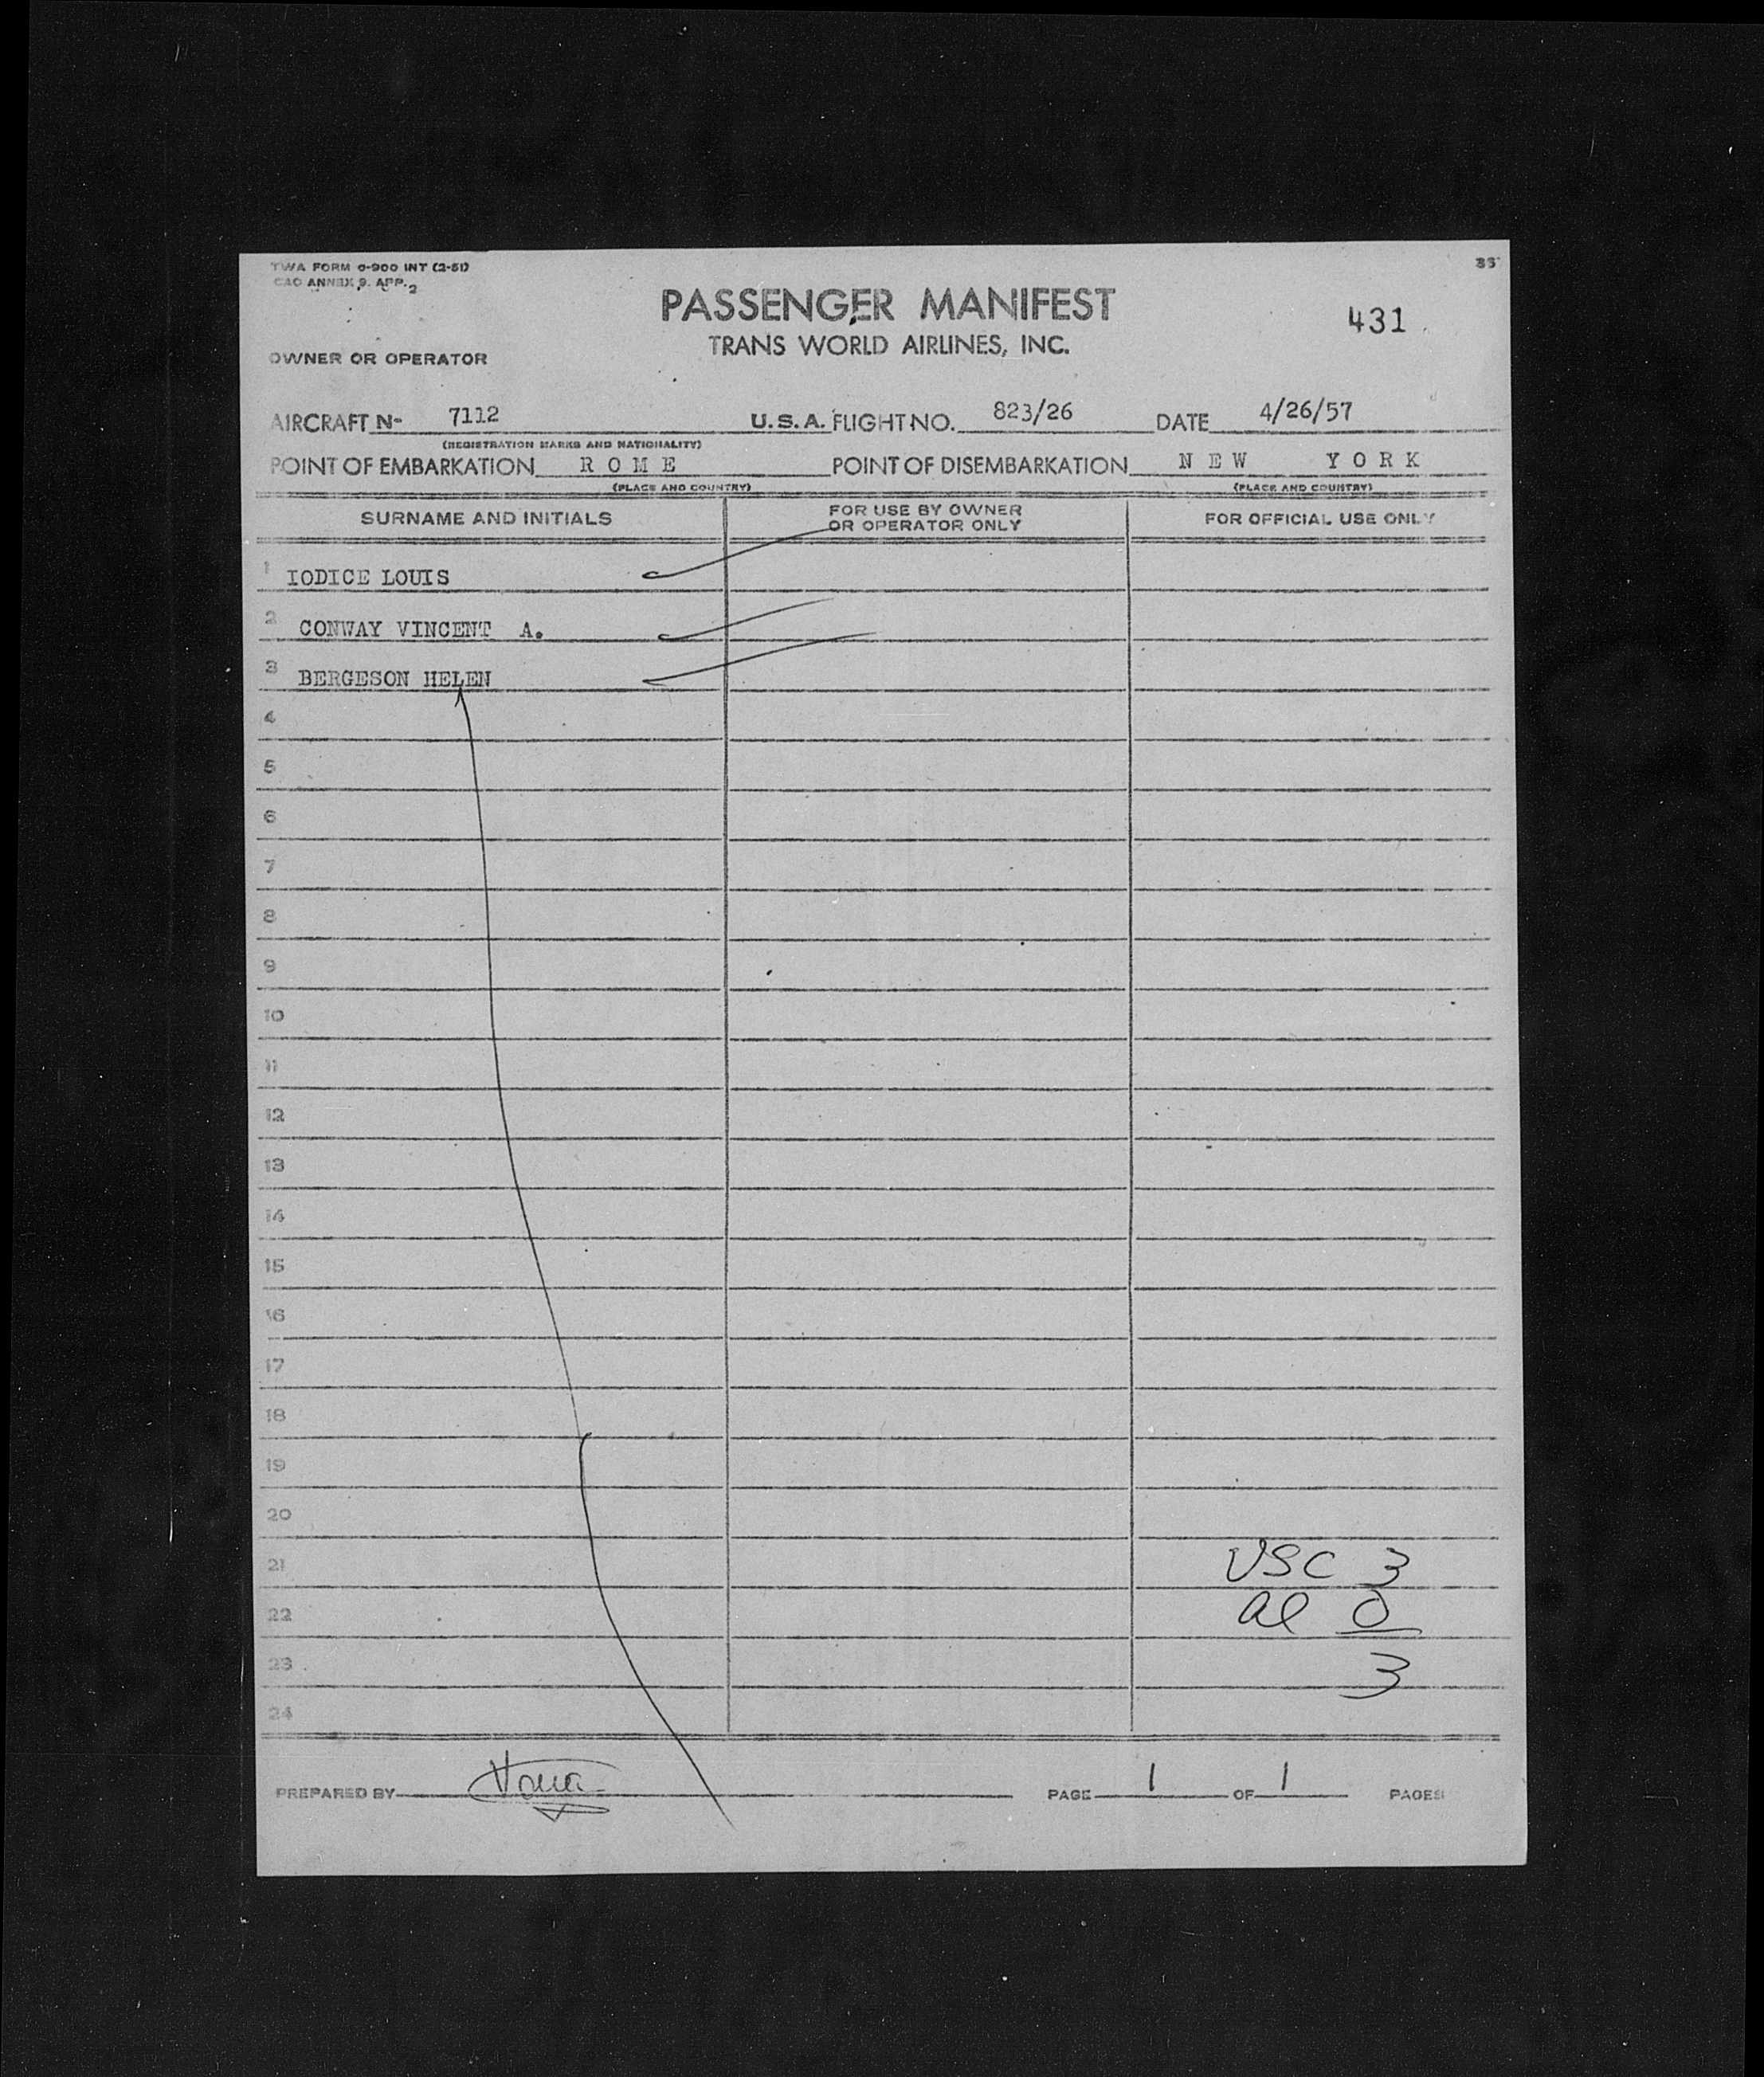 TWA FORM 0-900 INT (2-51)
CAO ANNEX 9. APP. 2
33
PASSENGER MANIFEST
431
TRANS WORLD AIRLINES, INC.
OWNER OR OPERATOR
AIRCRAFT N- 7112 U.S.A. FLIGHT NO. 823/26 DATE 4/26/57
(REGISTRATION MARKS AND NATIONALITY)
POINT OF EMBARKATION R O M E POINT OF DISEMBARKATION N E W Y O R K
(PLACE AND COUNTRY) (PLACE AND COUNTRY)
SURNAME AND INITIALS FOR USE BY OWNER OR OPERATOR ONLY FOR OFFICIAL USE ONLY
1 IODICE LOUIS
2 CONWAY VINCENT A.
3 BERGESON HELEN
4
5
6
7
8
9
10
11
12
13
14
15
16
17
18
19
20
21 USC 3
22 al 0
23 3
24
PREPARED BY PAGE 1 OF 1 PAGES